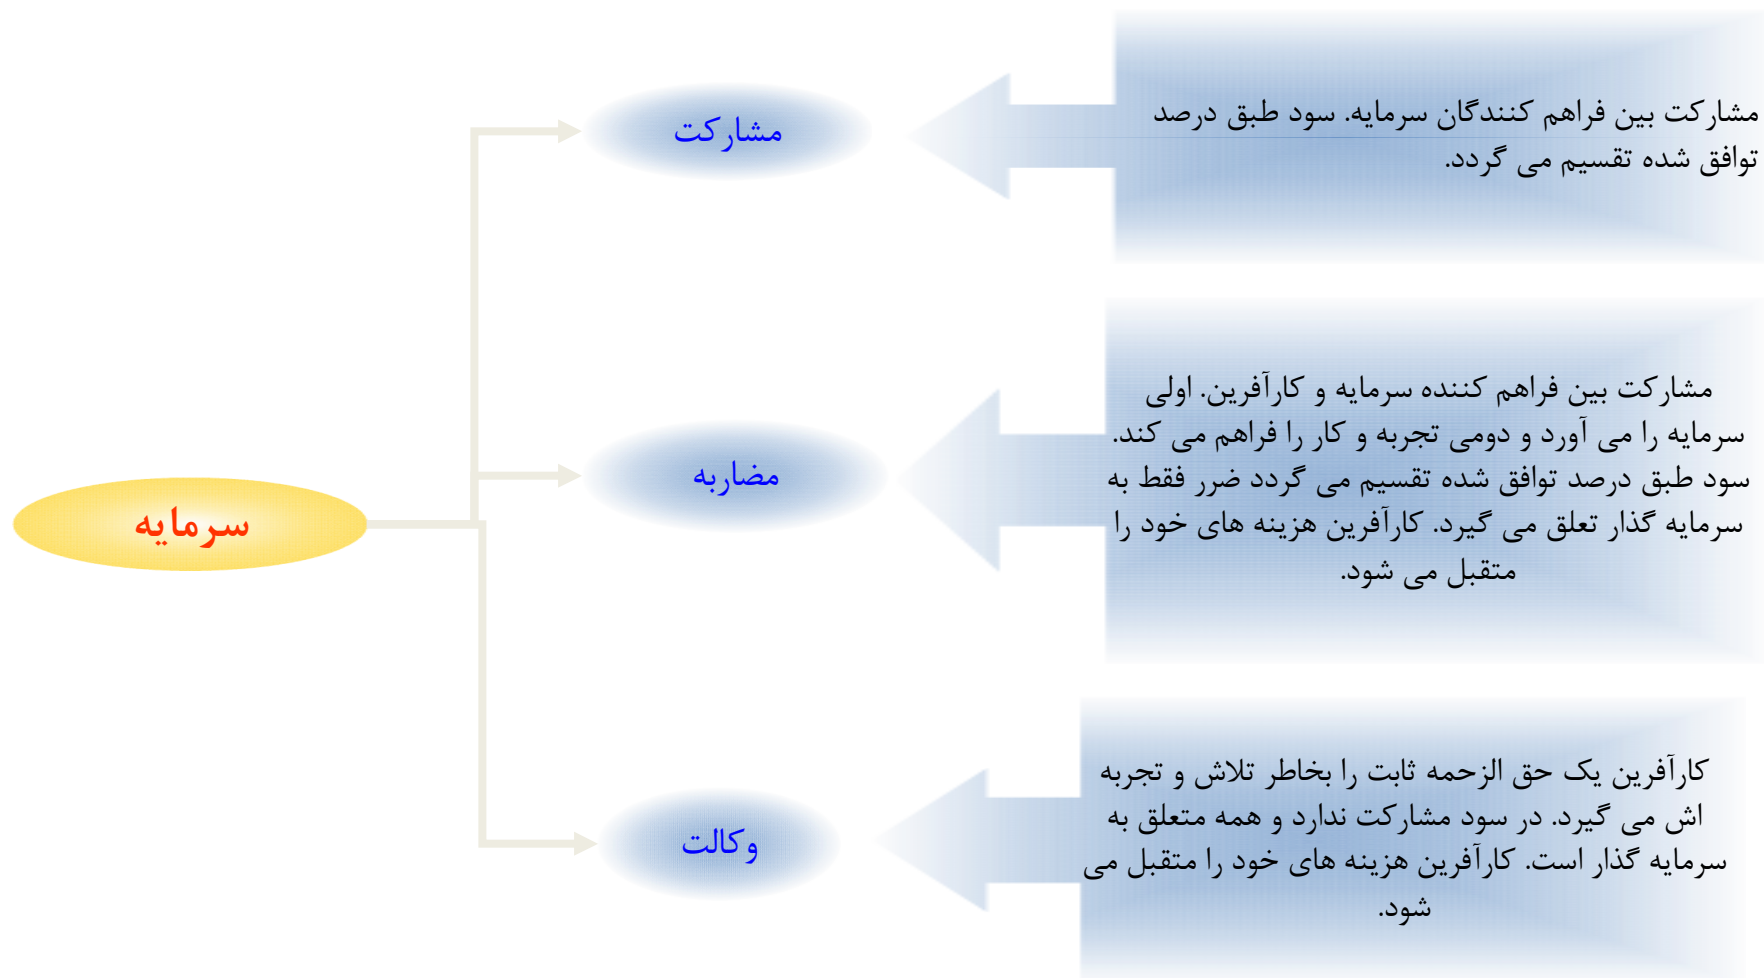 سرمایه
مشارکت
مشارکت بین فراهم کنندگان سرمایه. سود طبق درصد
توافق شده تقسیم می گردد.
مضاربه
مشارکت بین فراهم کننده سرمایه و کارآفرین. اولی
سرمایه را می آورد و دومی تجربه و کار را فراهم می کند.
سود طبق درصد توافق شده تقسیم می گردد ضرر فقط به
سرمایه گذار تعلق می گیرد. کارآفرین هزینه های خود را
متقبل می شود.
وکالت
کارآفرین یک حق الزحمه ثابت را بخاطر تلاش و تجربه
اش می گیرد. در سود مشارکت ندارد و همه متعلق به
سرمایه گذار است. کارآفرین هزینه های خود را متقبل می
شود.